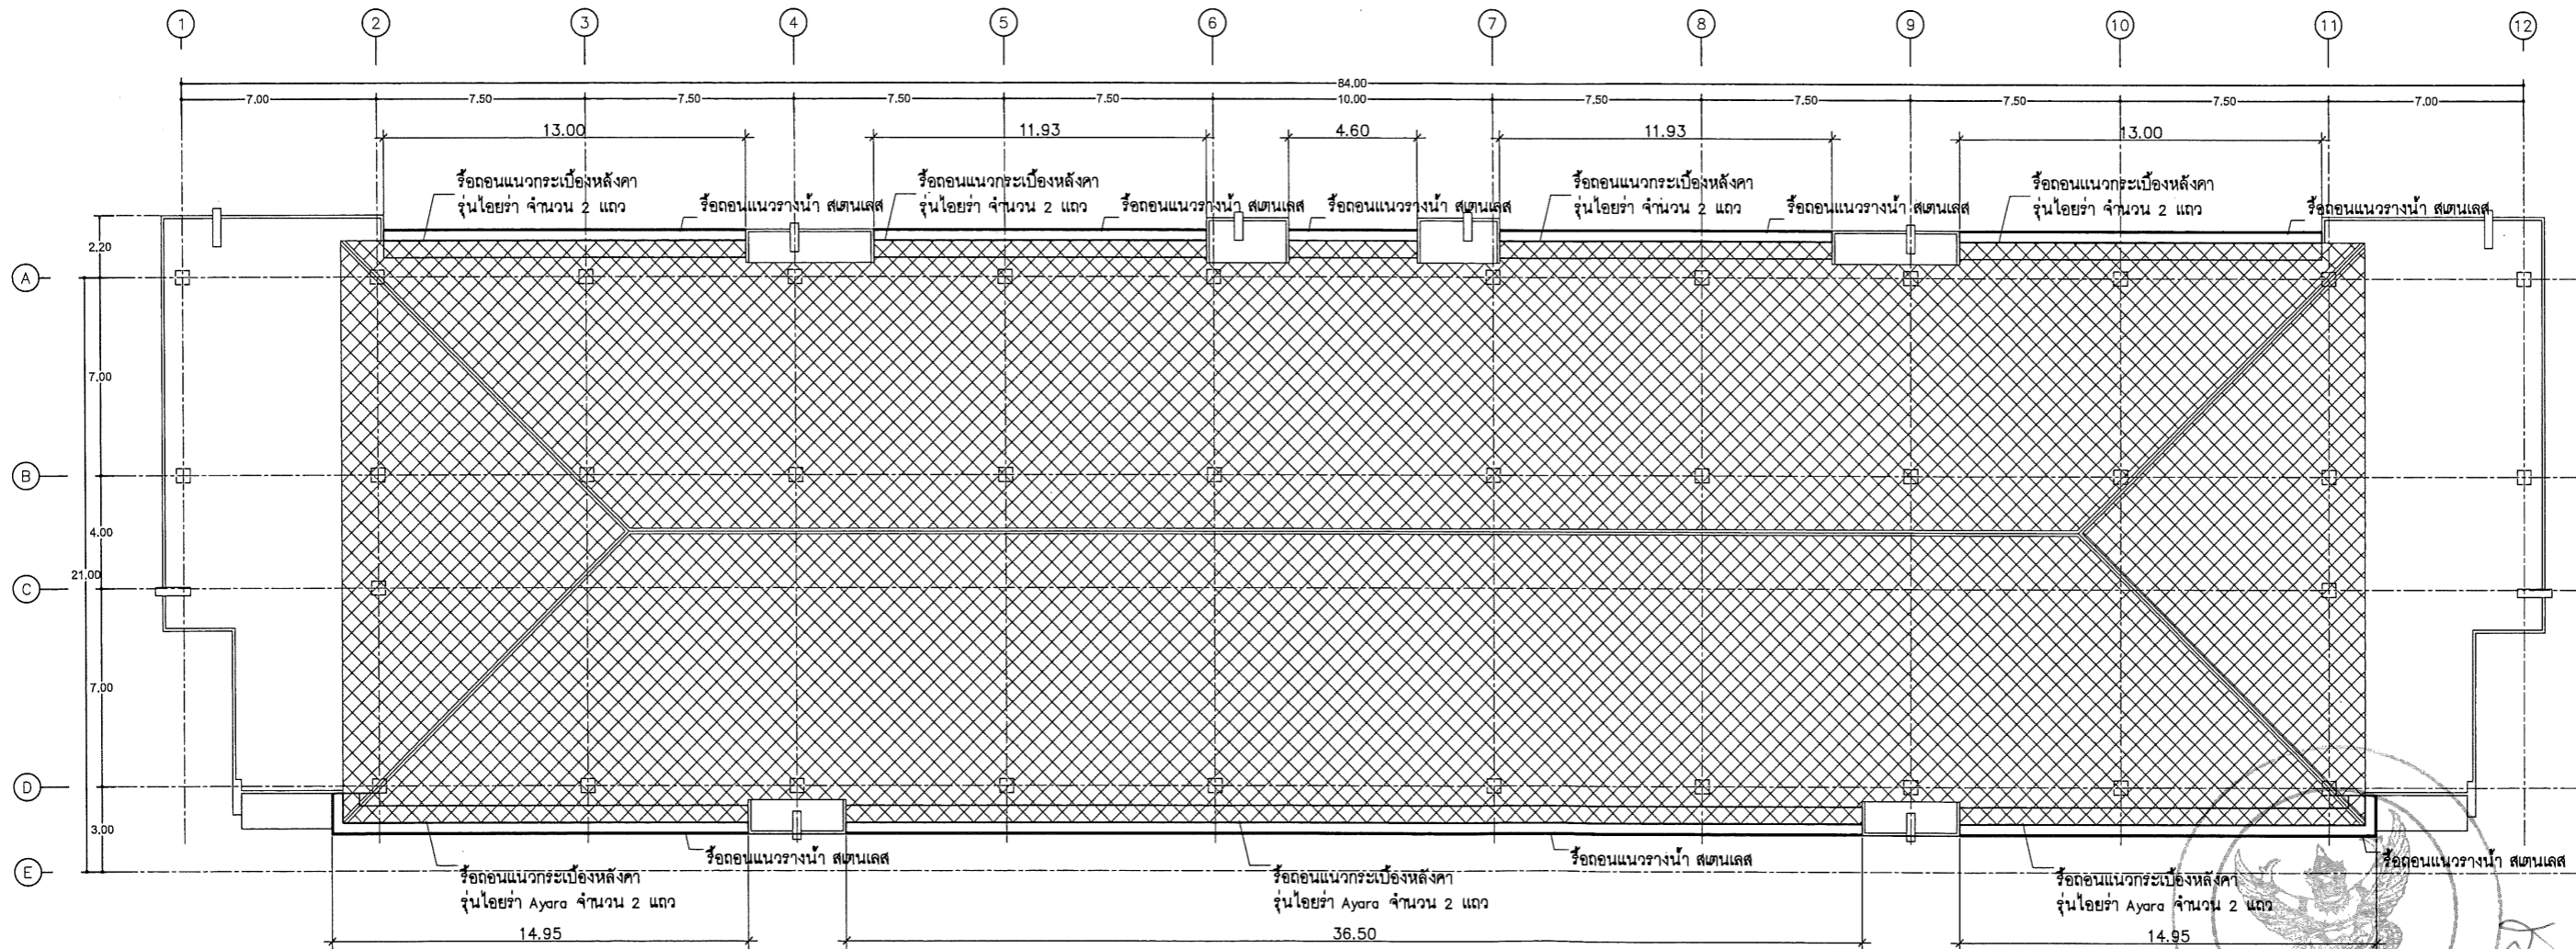 1 2 3 4 5 6 7 8 9 10 11 12
84.00
7.00 7.50 7.50 7.50 7.50 10.00 7.50 7.50 7.50 7.50 7.00
13.00 11.93 4.60 11.93 13.00
รื้อถอนแนวกระเบื้องหลังคา
รุ่นไอยร่า จำนวน 2 แถว
รื้อถอนแนวรางน้ำ สเตนเลส
รื้อถอนแนวกระเบื้องหลังคา
รุ่นไอยร่า จำนวน 2 แถว
รื้อถอนแนวรางน้ำ สเตนเลส
รื้อถอนแนวรางน้ำ สเตนเลส
รื้อถอนแนวกระเบื้องหลังคา
รุ่นไอยร่า จำนวน 2 แถว
รื้อถอนแนวรางน้ำ สเตนเลส
รื้อถอนแนวกระเบื้องหลังคา
รุ่นไอยร่า จำนวน 2 แถว
รื้อถอนแนวรางน้ำ สเตนเลส
2.20
A
7.00
B
4.00
21.00
C
7.00
D
3.00
E
รื้อถอนแนวรางน้ำ สเตนเลส
รื้อถอนแนวกระเบื้องหลังคา
รุ่นไอยร่า Ayara จำนวน 2 แถว
รื้อถอนแนวรางน้ำ สเตนเลส
รื้อถอนแนวกระเบื้องหลังคา
รุ่นไอยร่า Ayara จำนวน 2 แถว
รื้อถอนแนวรางน้ำ สเตนเลส
รื้อถอนแนวกระเบื้องหลังคา
รุ่นไอยร่า Ayara จำนวน 2 แถว
14.95 36.50 14.95